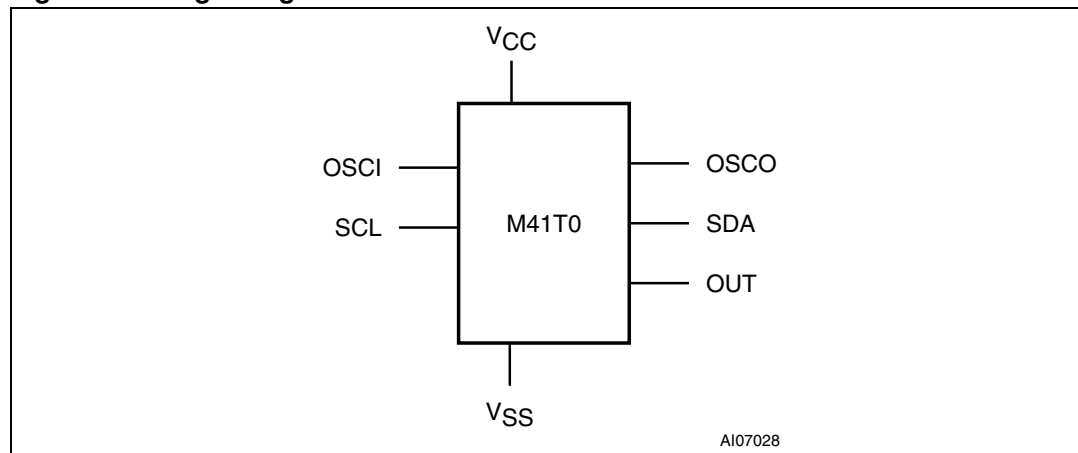 VCC
OSCI
OSCO
SCL
M41T0
SDA
OUT
VSS
AI07028